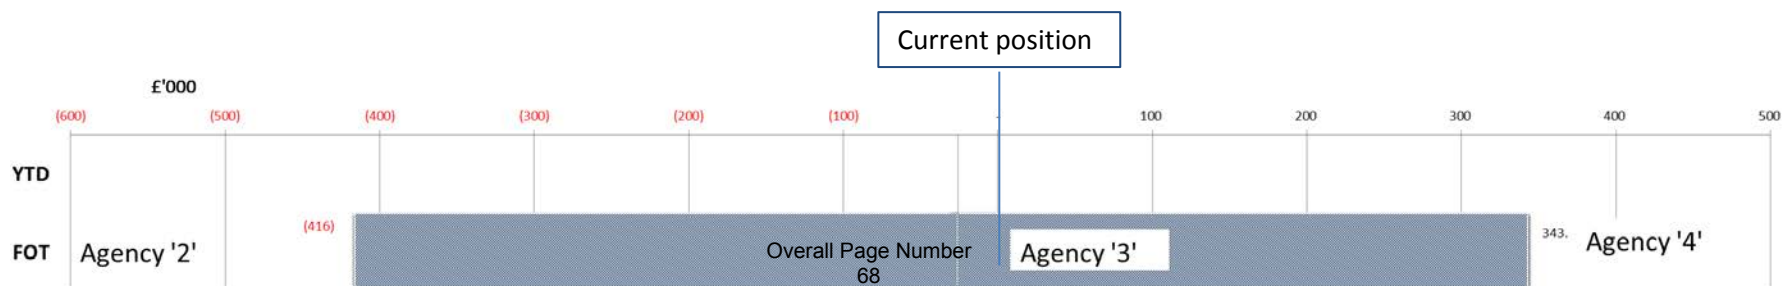 Current position
£'000
(600) (500) (400) (300) (200) (100) - 100 200 300 400 500
YTD
(416) 343.
FOT Agency '2' Agency '3' Agency '4'
Overall Page Number
68